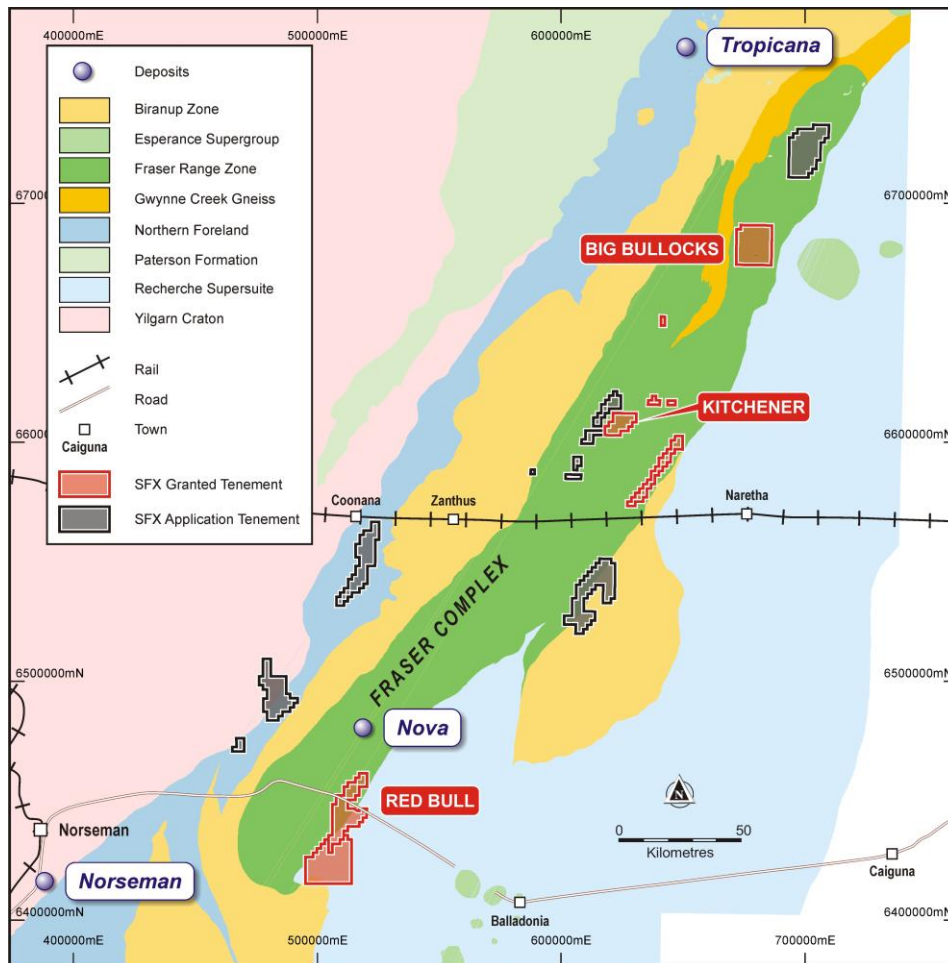 400000mE
500000mE
600000mE
700000mE
Tropicana
Deposits
Biranup Zone
Esperance Supergroup
Fraser Range Zone
Gwynne Creek Gneiss
Northern Foreland
Paterson Formation
Recherche Supersuite
Yilgarn Craton
Rail
Road
Town
Caiguna
SFX Granted Tenement
SFX Application Tenement
6700000mN
6700000mN
BIG BULLOCKS
KITCHENER
6600000mN
6600000mN
Coonana
Zanthus
Naretha
FRASER COMPLEX
6500000mN
6500000mN
Nova
RED BULL
N
0 50
Kilometres
Norseman
Norseman
Caiguna
Balladonia
6400000mN
6400000mN
400000mE
500000mE
600000mE
700000mE